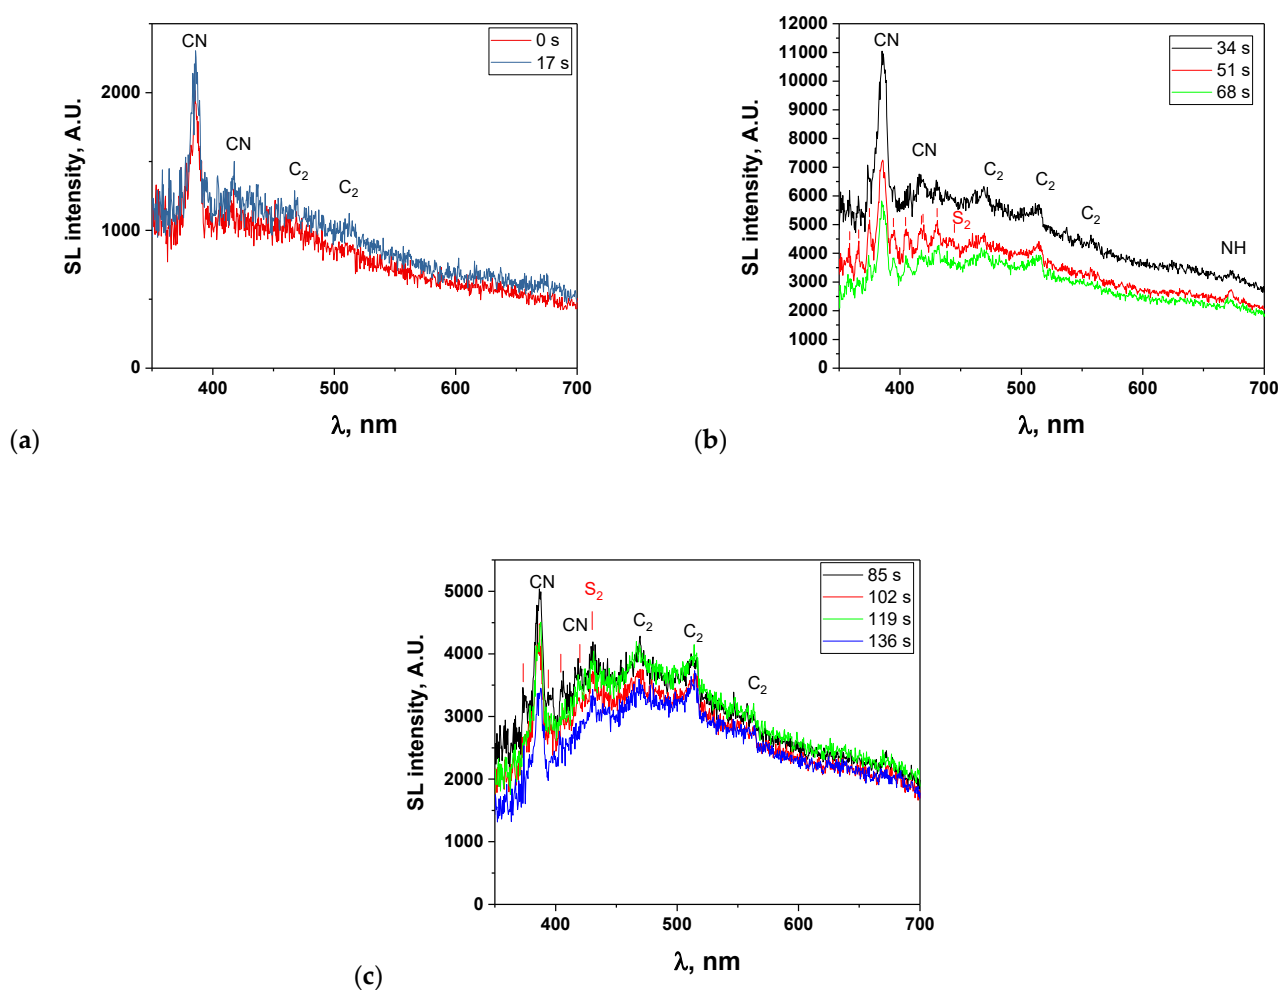 CN
0 s
17 s
2000
CN
C2
C2
1000
0
400
500
600
700
SL intensity, A.U.
λ, nm
(a)
12000
11000
10000
9000
8000
7000
6000
5000
4000
3000
2000
1000
0
CN
34 s
51 s
68 s
CN
C2
C2
S2
C2
NH
400
500
600
700
SL intensity, A.U.
λ, nm
(b)
5000
4000
3000
2000
1000
0
CN
S2
CN
C2
C2
C2
85 s
102 s
119 s
136 s
400
500
600
700
SL intensity, A.U.
λ, nm
(c)